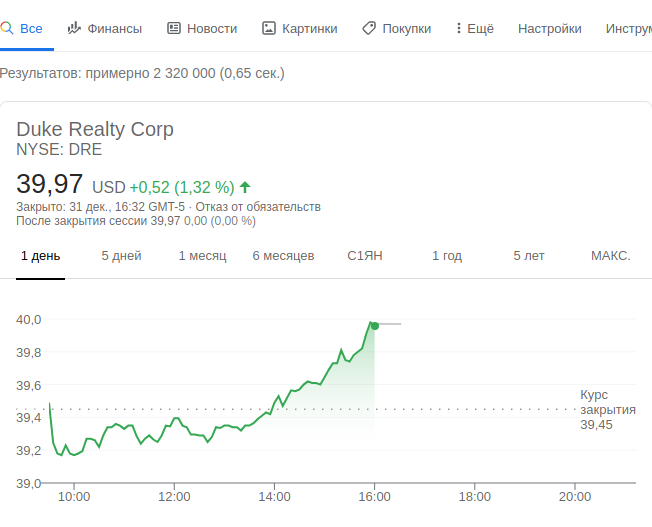 Все Финансы Новости Картинки Покупки Ещё Настройки Инструм
Результатов: примерно 2 320 000 (0,65 сек.)
Duke Realty Corp
NYSE: DRE
39,97 USD +0,52 (1,32 %)
Закрыто: 31 дек., 16:32 GMT-5 · Отказ от обязательств
После закрытия сессии 39,97 0,00 (0,00 %)
1 день 5 дней 1 месяц 6 месяцев С1ЯН 1 год 5 лет МАКС.
40,0
39,8
39,6
39,4
39,2
39,0
Курс
закрытия
39,45
10:00 12:00 14:00 16:00 18:00 20:00